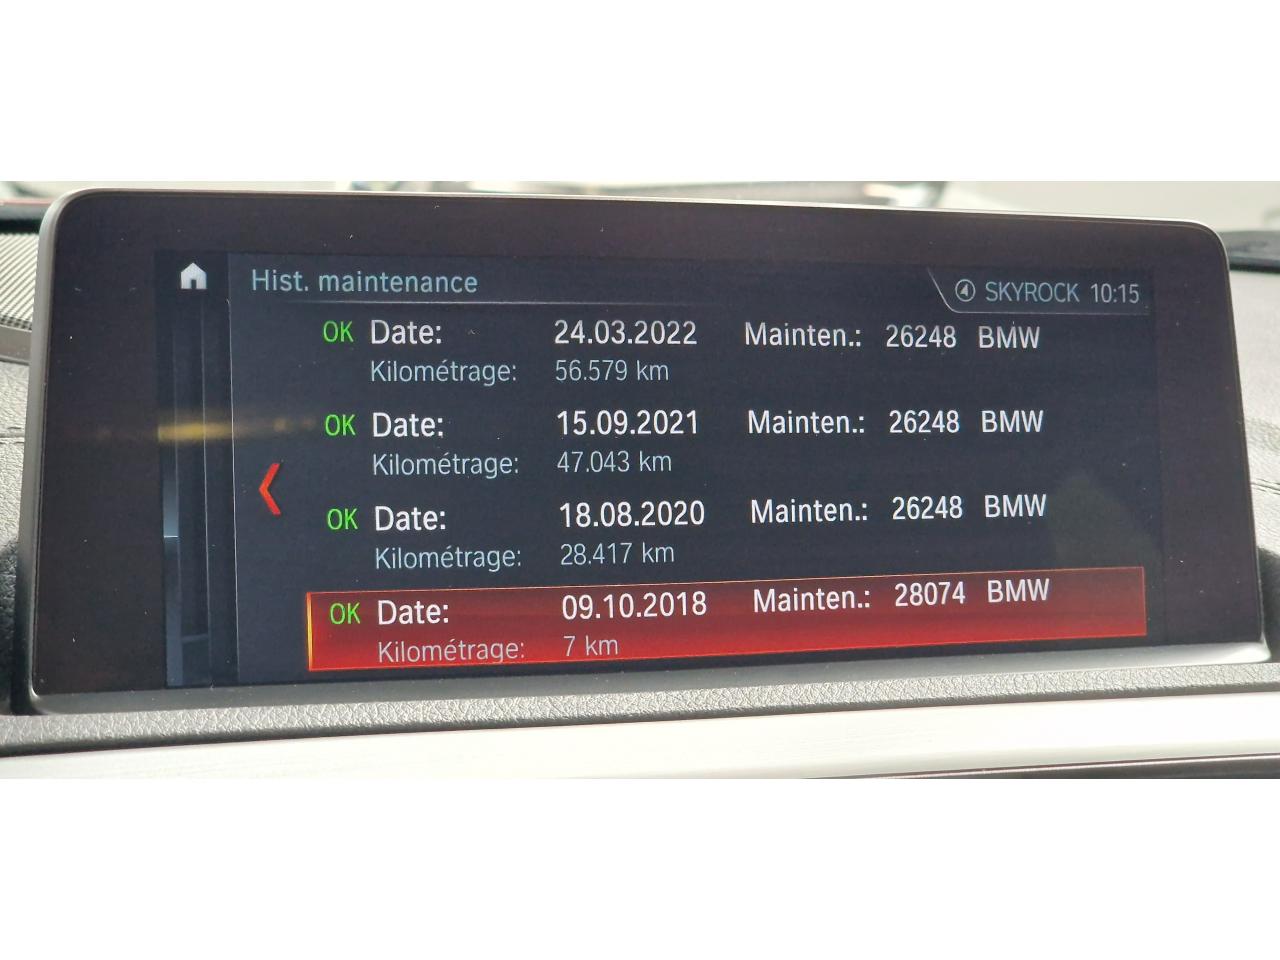 Hist. maintenance
④ SKYROCK 10:15
OK Date: 24.03.2022 Mainten.: 26248 BMW
Kilométrage: 56.579 km
OK Date: 15.09.2021 Mainten.: 26248 BMW
Kilométrage: 47.043 km
OK Date: 18.08.2020 Mainten.: 26248 BMW
Kilométrage: 28.417 km
OK Date: 09.10.2018 Mainten.: 28074 BMW
Kilométrage: 7 km